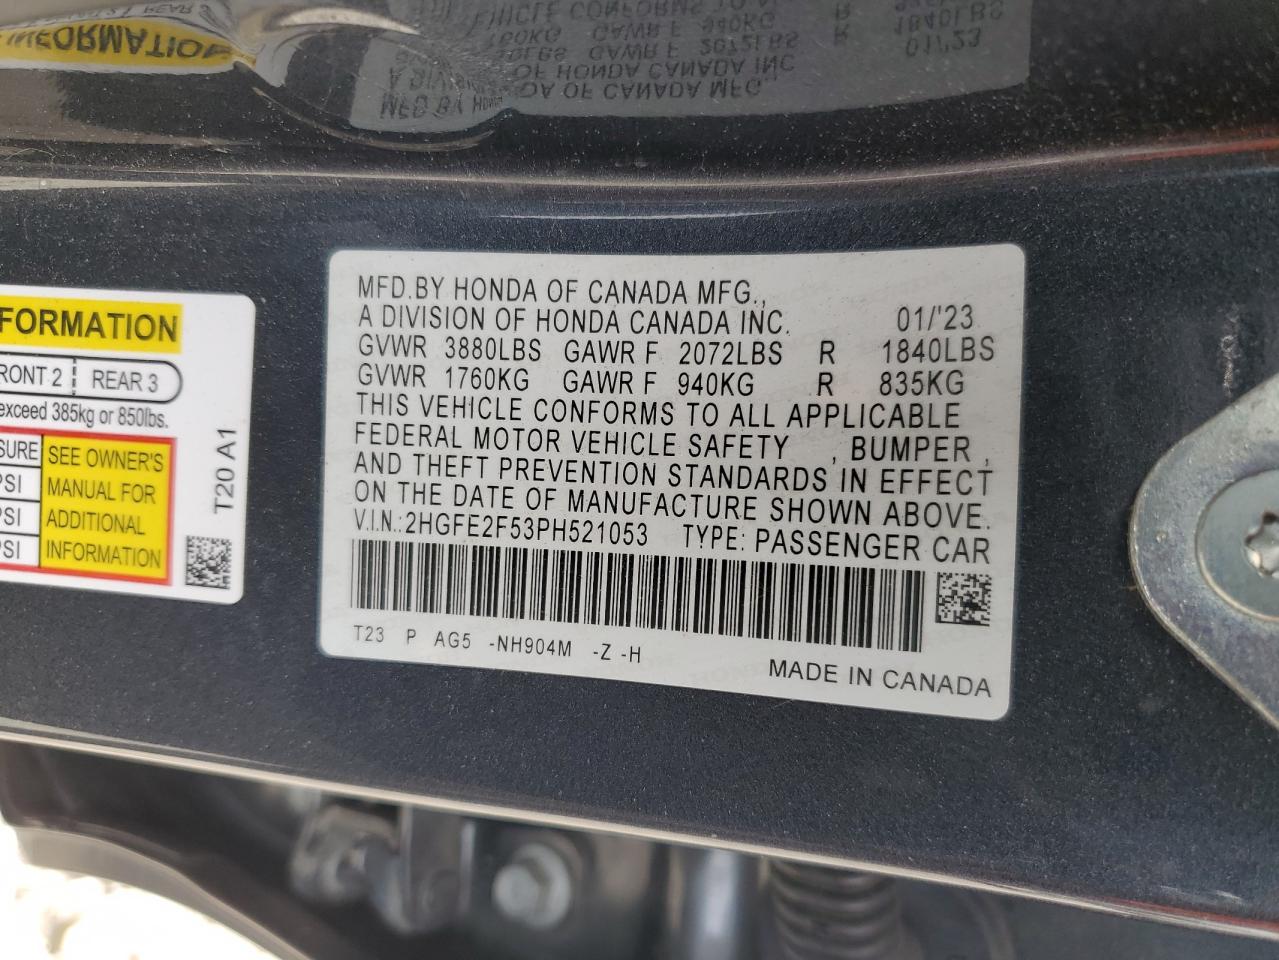 INFORMATION
MFD.BY HONDA OF CANADA MFG.,
A DIVISION OF HONDA CANADA INC. 01/'23
GVWR 3880LBS GAWR F 2072LBS R 1840LBS
GVWR 1760KG GAWR F 940KG R 835KG
THIS VEHICLE CONFORMS TO ALL APPLICABLE
FEDERAL MOTOR VEHICLE SAFETY , BUMPER ,
AND THEFT PREVENTION STANDARDS IN EFFECT
ON THE DATE OF MANUFACTURE SHOWN ABOVE.
V.I.N.:2HGFE2F53PH521053 TYPE: PASSENGER CAR
T23 P AG5 -NH904M -Z -H
MADE IN CANADA
FORMATION
RONT 2 REAR 3
exceed 385kg or 850lbs.
SURE SEE OWNER'S
PSI MANUAL FOR
PSI ADDITIONAL
PSI INFORMATION
T20 A1